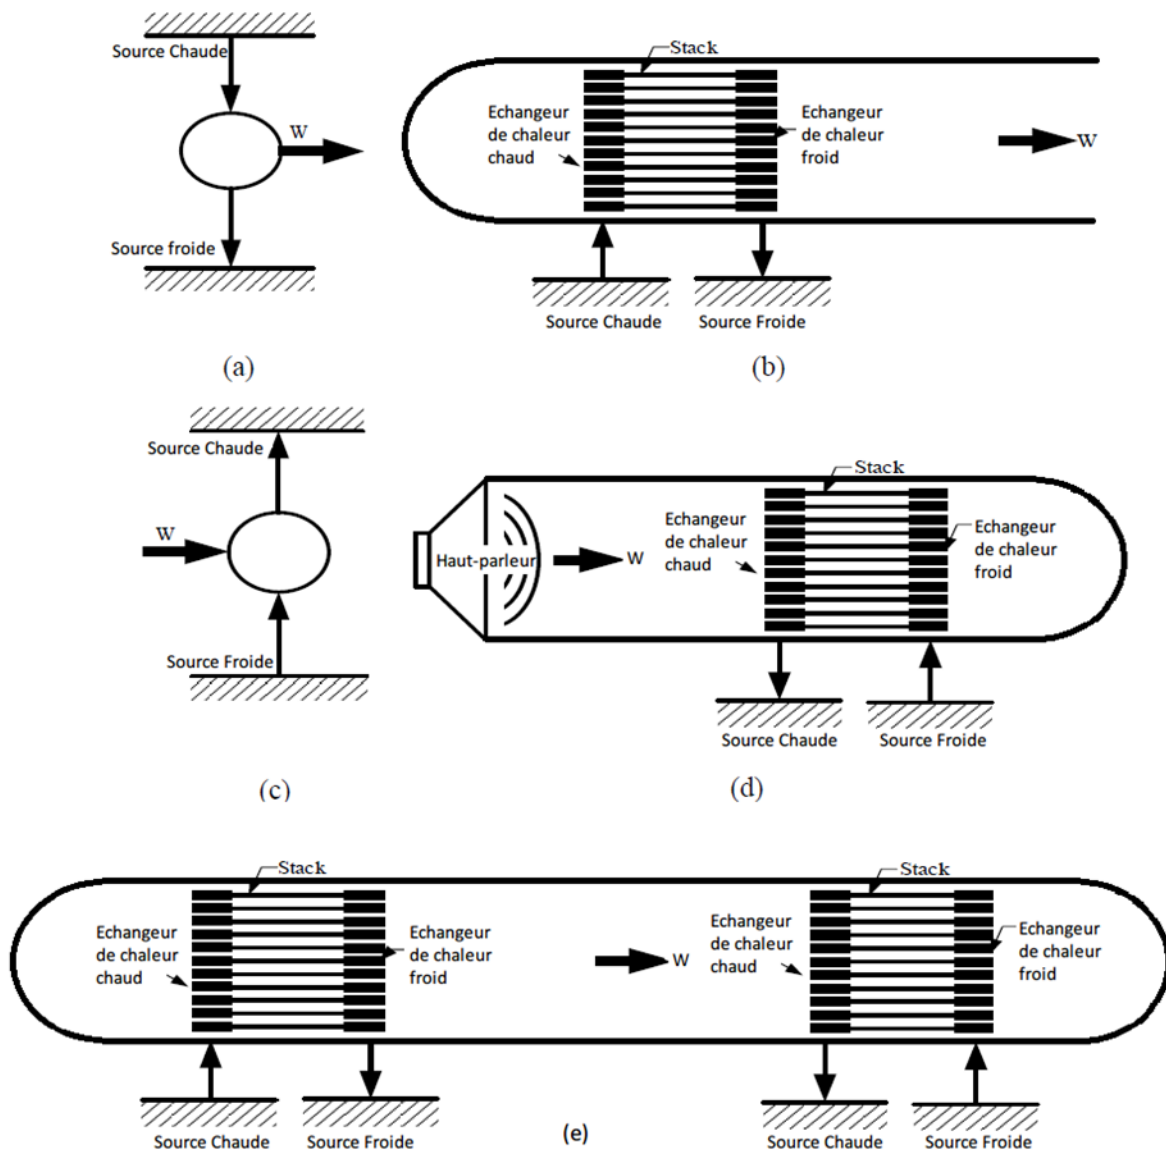 Source Chaude
W
Source froide
(a)
Stack
Echangeur
de chaleur
chaud
Echangeur
de chaleur
froid
W
Source Chaude
Source Froide
(b)
Source Chaude
W
Source Froide
(c)
Stack
Haut-parleur
W
Echangeur
de chaleur
chaud
Echangeur
de chaleur
froid
Source Chaude
Source Froide
(d)
Stack
Echangeur
de chaleur
chaud
Echangeur
de chaleur
froid
W
Stack
Echangeur
de chaleur
chaud
Echangeur
de chaleur
froid
Source Chaude
Source Froide
(e)
Source Chaude
Source Froide